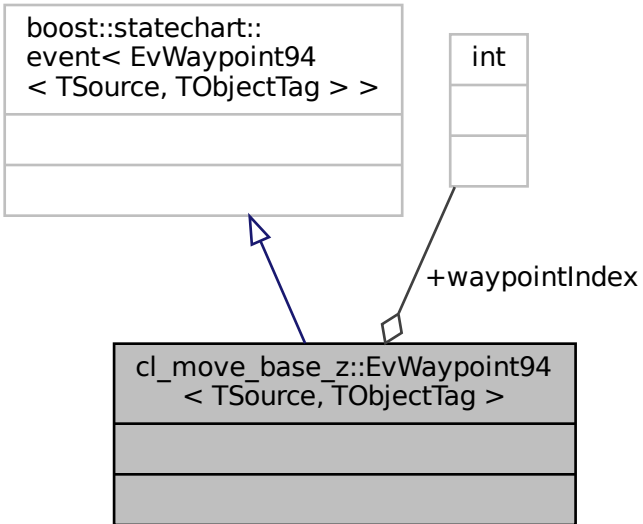 boost::statechart::
event< EvWaypoint94
< TSource, TObjectTag > >
int
+waypointIndex
cl_move_base_z::EvWaypoint94
< TSource, TObjectTag >